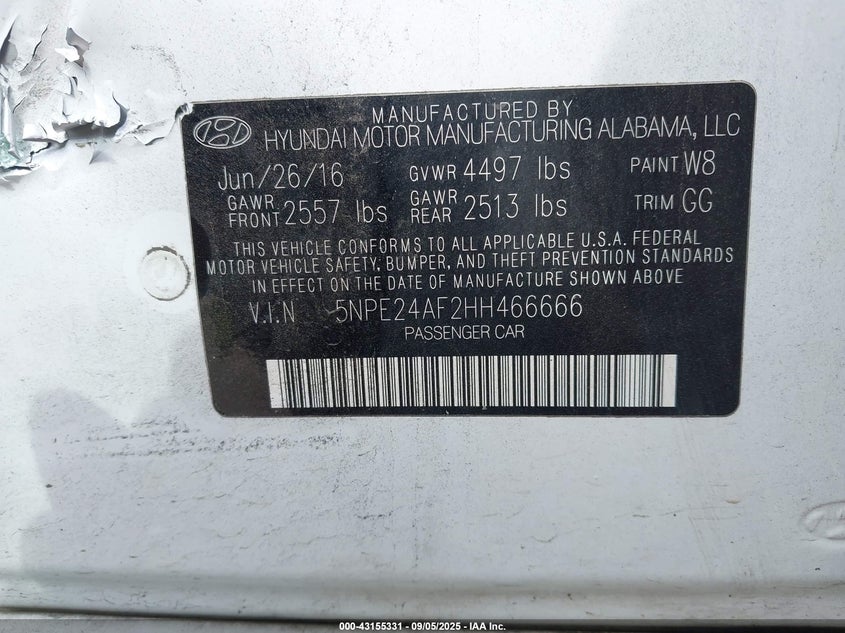 MANUFACTURED BY
HYUNDAI MOTOR MANUFACTURING ALABAMA, LLC
Jun/26/16 GVWR 4497 lbs PAINT W8
GAWR FRONT 2557 lbs GAWR REAR 2513 lbs TRIM GG
THIS VEHICLE CONFORMS TO ALL APPLICABLE U.S.A. FEDERAL
MOTOR VEHICLE SAFETY, BUMPER, AND THEFT PREVENTION STANDARDS
IN EFFECT ON THE DATE OF MANUFACTURE SHOWN ABOVE
V.I.N 5NPE24AF2HH466666
PASSENGER CAR
000-43155331 - 09/05/2025 - IAA Inc.